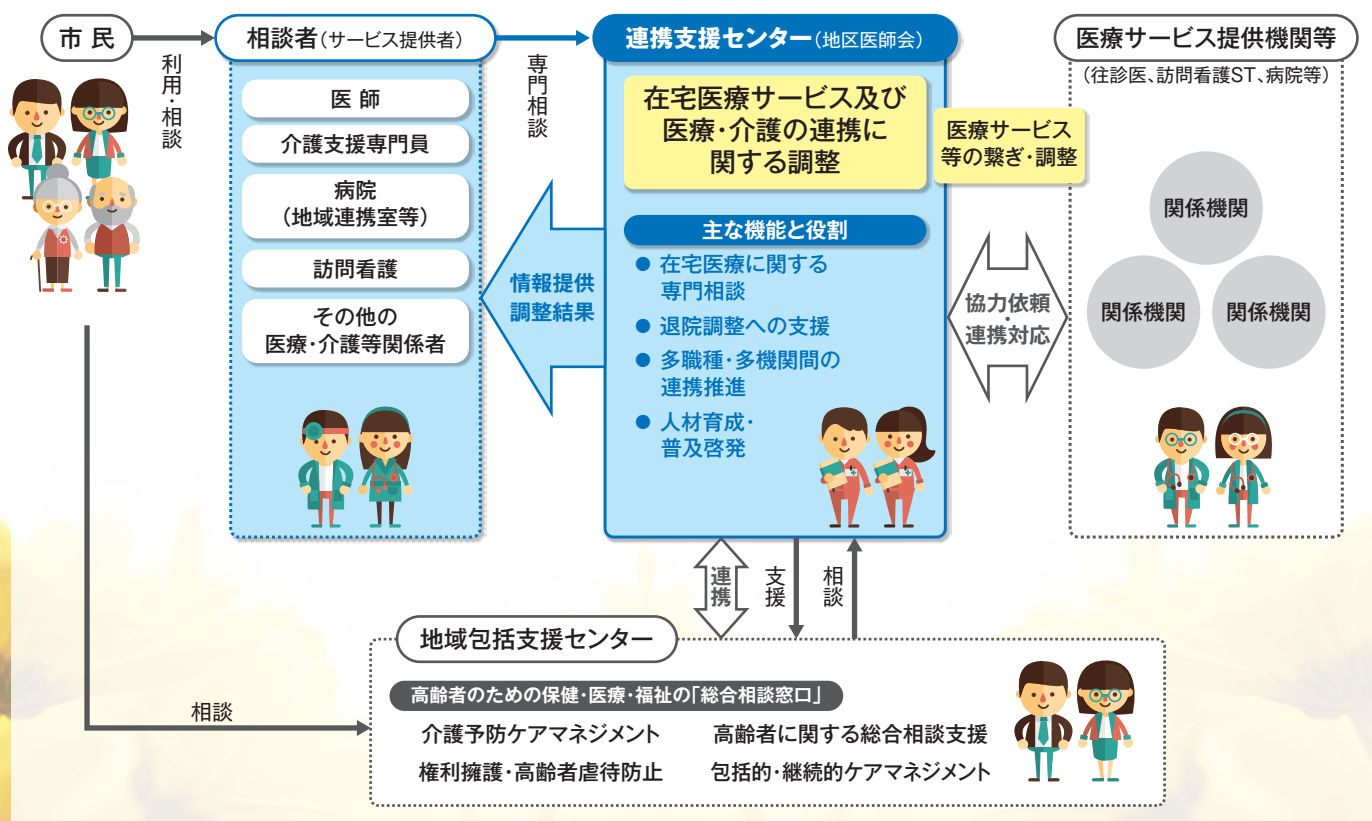 市民
利用・相談
相談者(サービス提供者)
医師
介護支援専門員
病院
(地域連携室等)
訪問看護
その他の
医療・介護等関係者
専門相談
情報提供
調整結果
連携支援センター(地区医師会)
在宅医療サービス及び
医療・介護の連携に
関する調整
主な機能と役割
● 在宅医療に関する
専門相談
● 退院調整への支援
● 多職種・多機関間の
連携推進
● 人材育成・
普及啓発
医療サービス
等の繋ぎ・調整
協力依頼
・
連携対応
医療サービス提供機関等
(往診医、訪問看護ST、病院等)
関係機関
関係機関
関係機関
連携
支援
相談
相談
地域包括支援センター
高齢者のための保健・医療・福祉の「総合相談窓口」
介護予防ケアマネジメント
高齢者に関する総合相談支援
権利擁護・高齢者虐待防止
包括的・継続的ケアマネジメント